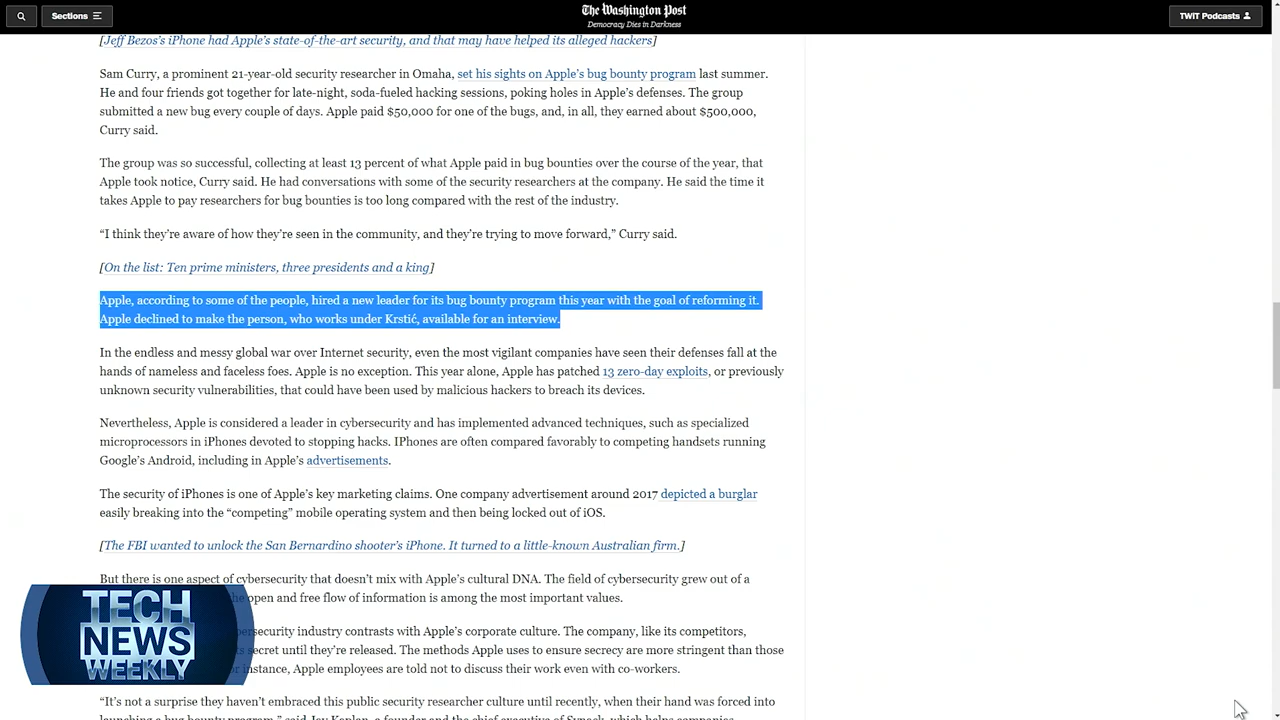 Sections
The Washington Post
Democracy Dies in Darkness
TWiT Podcasts
[Jeff Bezos's iPhone had Apple's state-of-the-art security, and that may have helped its alleged hackers]
Sam Curry, a prominent 21-year-old security researcher in Omaha, set his sights on Apple's bug bounty program last summer.
He and four friends got together for late-night, soda-fueled hacking sessions, poking holes in Apple's defenses. The group
submitted a new bug every couple of days. Apple paid $50,000 for one of the bugs, and, in all, they earned about $500,000,
Curry said.
The group was so successful, collecting at least 13 percent of what Apple paid in bug bounties over the course of the year, that
Apple took notice, Curry said. He had conversations with some of the security researchers at the company. He said the time it
takes Apple to pay researchers for bug bounties is too long compared with the rest of the industry.
“I think they're aware of how they're seen in the community, and they're trying to move forward,” Curry said.
[On the list: Ten prime ministers, three presidents and a king]
Apple, according to some of the people, hired a new leader for its bug bounty program this year with the goal of reforming it.
Apple declined to make the person, who works under Krstić, available for an interview.
In the endless and messy global war over Internet security, even the most vigilant companies have seen their defenses fall at the
hands of nameless and faceless foes. Apple is no exception. This year alone, Apple has patched 13 zero-day exploits, or previously
unknown security vulnerabilities, that could have been used by malicious hackers to breach its devices.
Nevertheless, Apple is considered a leader in cybersecurity and has implemented advanced techniques, such as specialized
microprocessors in iPhones devoted to stopping hacks. IPhones are often compared favorably to competing handsets running
Google's Android, including in Apple's advertisements.
The security of iPhones is one of Apple's key marketing claims. One company advertisement around 2017 depicted a burglar
easily breaking into the “competing” mobile operating system and then being locked out of iOS.
[The FBI wanted to unlock the San Bernardino shooter's iPhone. It turned to a little-known Australian firm.]
But there is one aspect of cybersecurity that doesn't mix with Apple's cultural DNA. The field of cybersecurity grew out of a
open and free flow of information is among the most important values.
industry contrasts with Apple's corporate culture. The company, like its competitors,
secret until they're released. The methods Apple uses to ensure secrecy are more stringent than those
instance, Apple employees are told not to discuss their work even with co-workers.
“It's not a surprise they haven't embraced this public security researcher culture until recently, when their hand was forced into
TECH
NEWS
WEEKLY